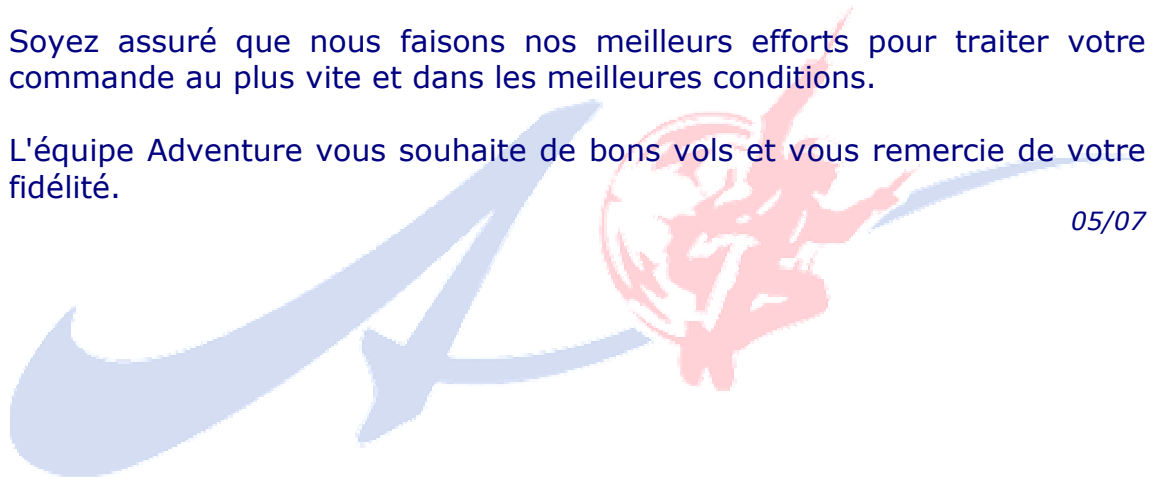 Soyez assuré que nous faisons nos meilleurs efforts pour traiter votre
commande au plus vite et dans les meilleures conditions.
L'équipe Adventure vous souhaite de bons vols et vous remercie de votre
fidélité.
05/07